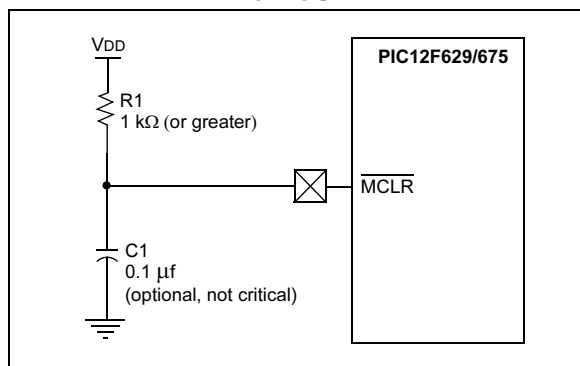 VDD
PIC12F629/675
R1
1 kΩ (or greater)
MCLR
C1
0.1 μf
(optional, not critical)